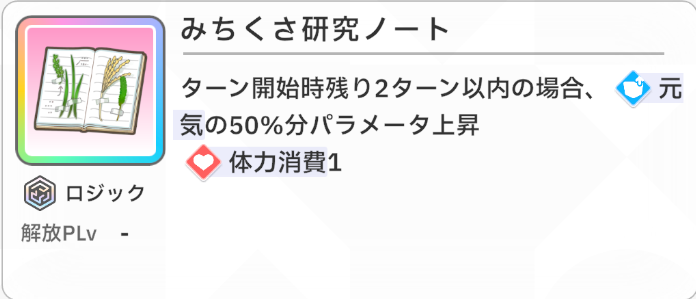 みちくさ研究ノート
ターン開始時残り2ターン以内の場合、元
気の50%分パラメータ上昇
体力消費1
ロジック
解放PLv -